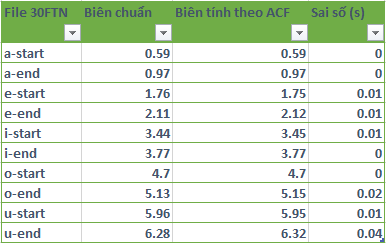 File 30FTN Biên chuẩn Biên tính theo ACF Sai số (s)
a-start 0.59 0.59 0
a-end 0.97 0.97 0
e-start 1.76 1.75 0.01
e-end 2.11 2.12 0.01
i-start 3.44 3.45 0.01
i-end 3.77 3.77 0
o-start 4.7 4.7 0
o-end 5.13 5.15 0.02
u-start 5.96 5.95 0.01
u-end 6.28 6.32 0.04